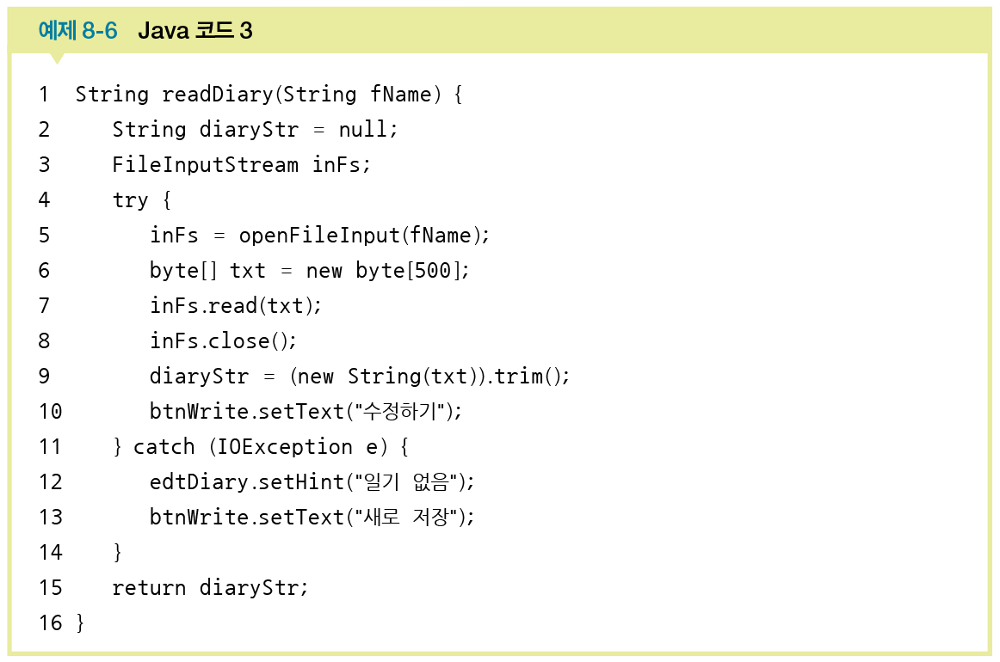 예제 8-6 Java 코드 3
1 String readDiary(String fName) {
2 String diaryStr = null;
3 FileInputStream inFs;
4 try {
5 inFs = openFileInput(fName);
6 byte[] txt = new byte[500];
7 inFs.read(txt);
8 inFs.close();
9 diaryStr = (new String(txt)).trim();
10 btnWrite.setText("수정하기");
11 } catch (IOException e) {
12 edtDiary.setHint("일기 없음");
13 btnWrite.setText("새로 저장");
14 }
15 return diaryStr;
16 }